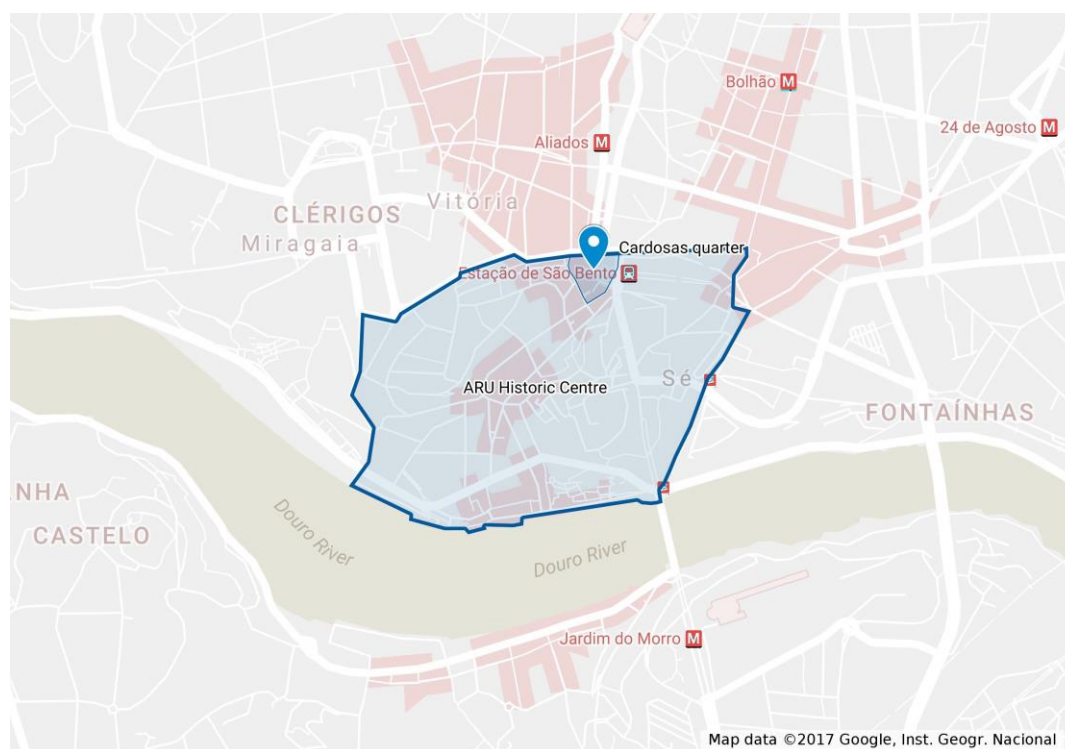 Bolhão M
24 de Agosto M
Aliados M
Vitória
CLÉRIGOS
Miragaia
Cardosas quarter
Estação de São Bento
ARU Historic Centre
Sé
FONTAÍNHAS
ANHA
CASTELO
Douro River
Douro River
Jardim do Morro M
Map data ©2017 Google, Inst. Geogr. Nacional